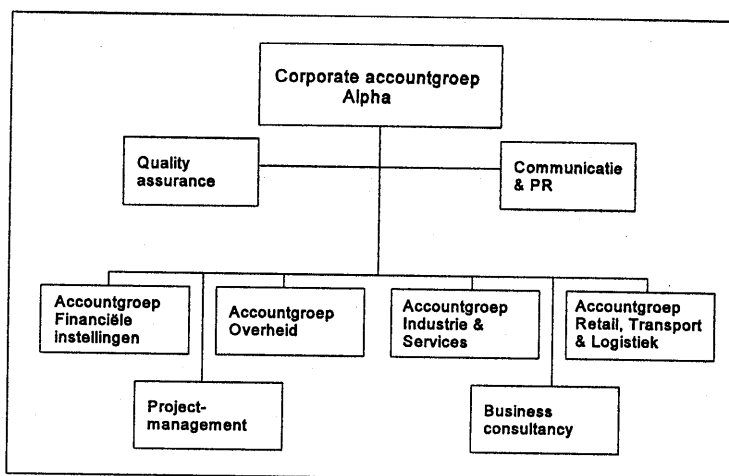 Corporate accountgroep
Alpha
Quality
assurance
Communicatie
& PR
Accountgroep
Financiële
instellingen
Accountgroep
Overheid
Accountgroep
Industrie &
Services
Accountgroep
Retail, Transport
& Logistiek
Project-
management
Business
consultancy